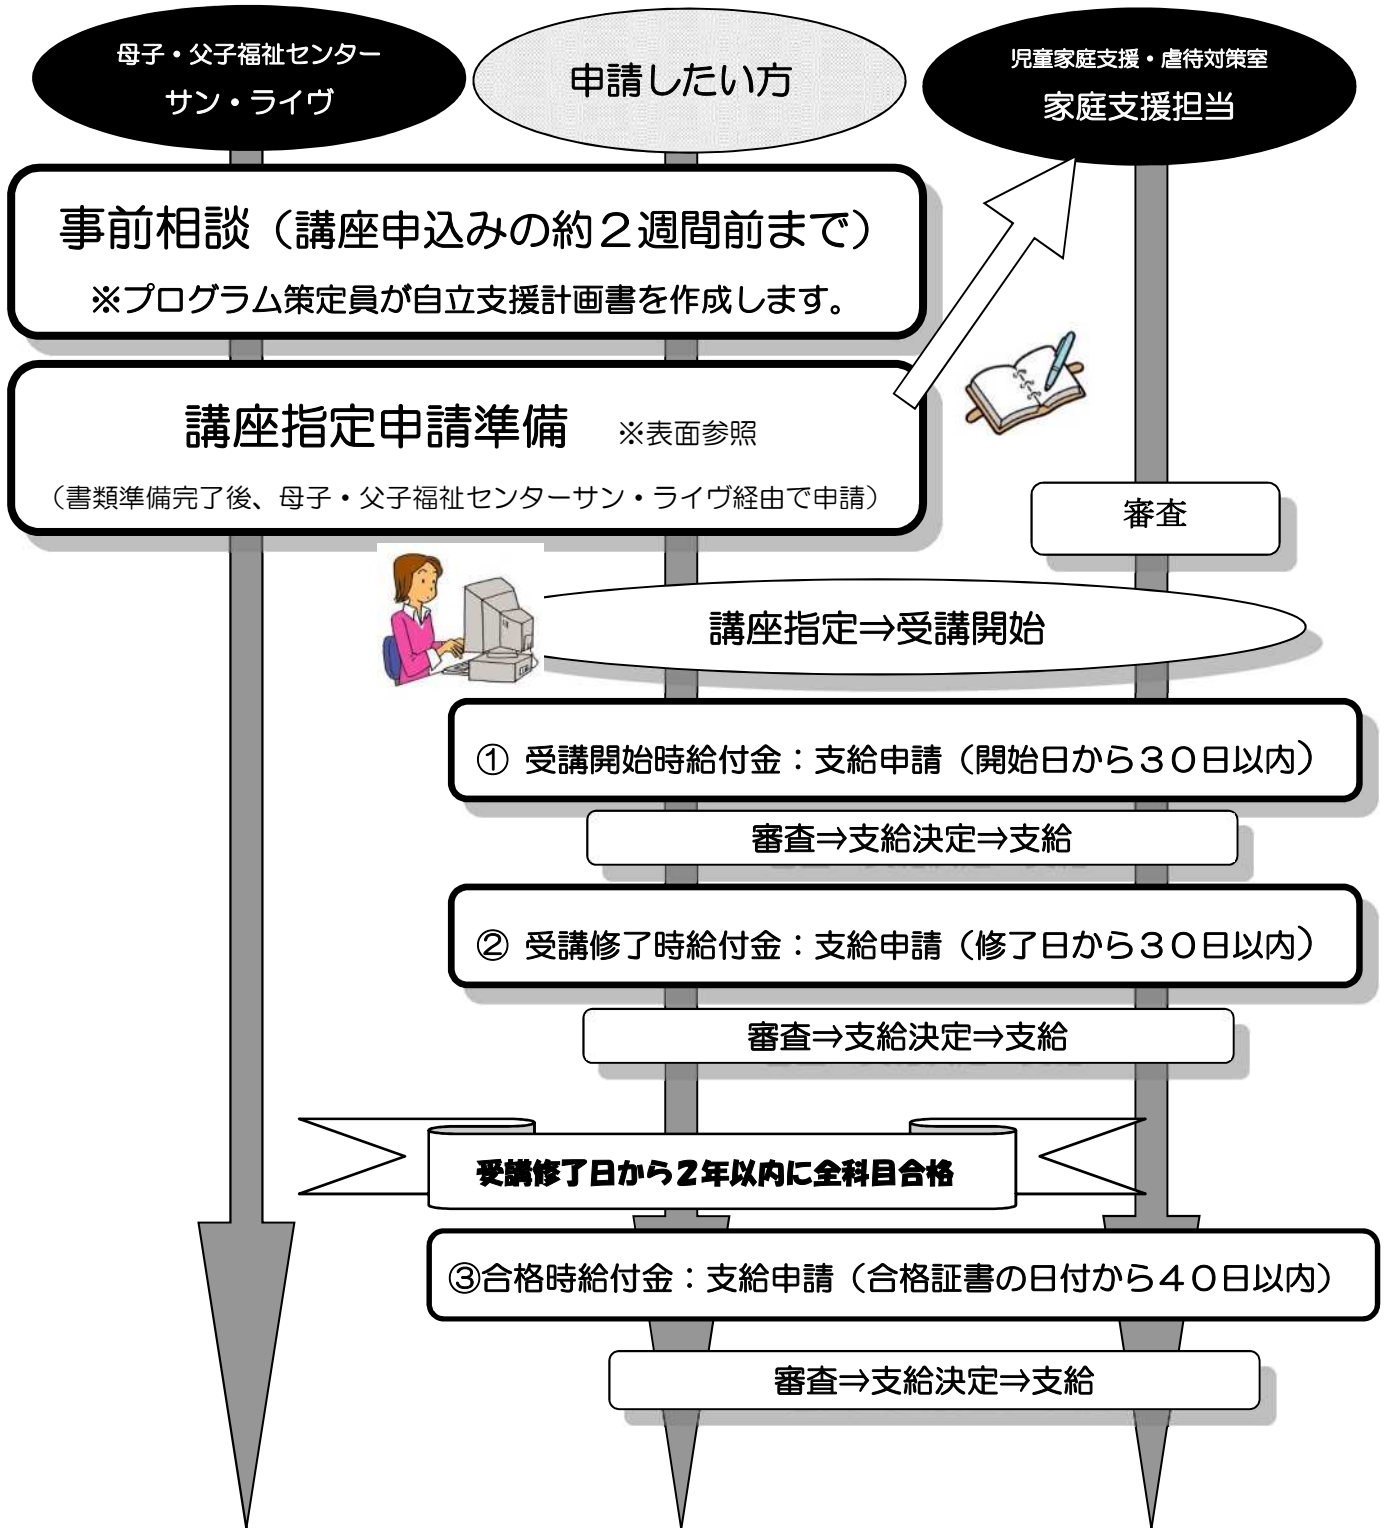 母子・父子福祉センター
サン・ライヴ
申請したい方
児童家庭支援・虐待対策室
家庭支援担当
事前相談（講座申込みの約２週間前まで）
※プログラム策定員が自立支援計画書を作成します。
講座指定申請準備　※表面参照
（書類準備完了後、母子・父子福祉センターサン・ライヴ経由で申請）
審査
講座指定⇒受講開始
① 受講開始時給付金：支給申請（開始日から３０日以内）
審査⇒支給決定⇒支給
② 受講修了時給付金：支給申請（修了日から３０日以内）
審査⇒支給決定⇒支給
受講修了日から２年以内に全科目合格
③合格時給付金：支給申請（合格証書の日付から４０日以内）
審査⇒支給決定⇒支給